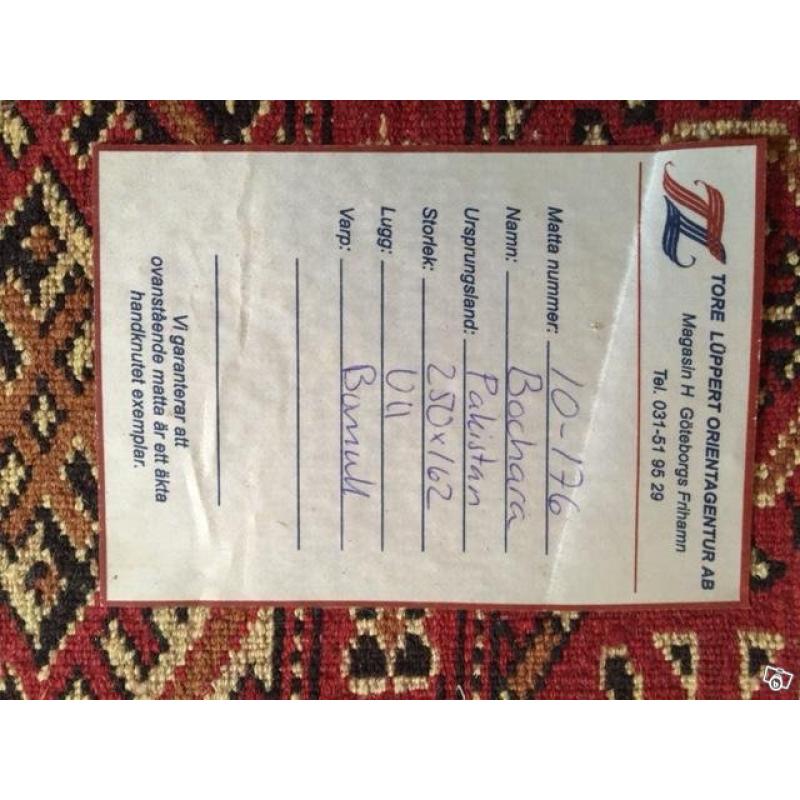 TORE LÜPPERT ORIENTAGENTUR AB
Magasin H Göteborgs Frihamn
Tel. 031-51 95 29
Matta nummer: 10-176
Namn: Bochara
Ursprungsland: Pakistan
Storlek: 250x162
Lugg: Ull
Varp: Bomull
Vi garanterar att
ovanstående matta är ett äkta
handknutet exemplar.